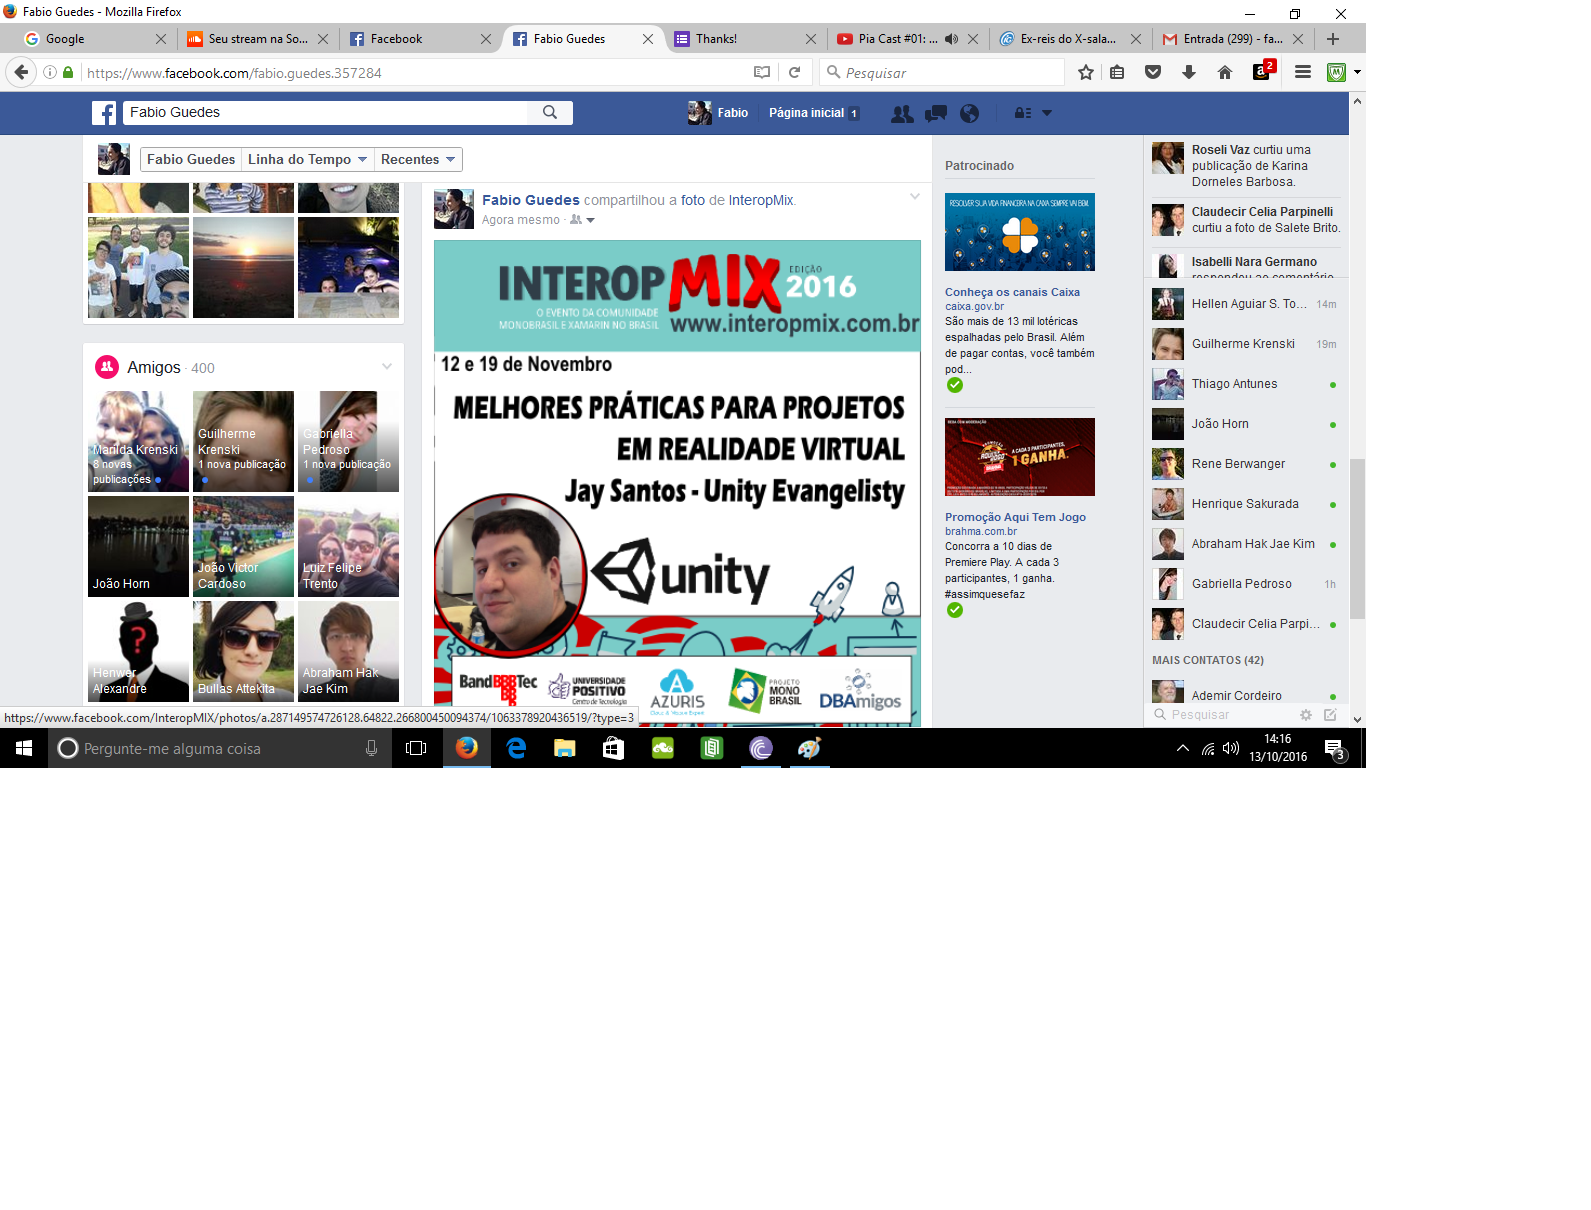 Fabio Guedes - Mozilla Firefox
Google
Seu stream na So...
Facebook
Fabio Guedes
Thanks!
Pia Cast #01: ...
Ex-reis do X-sala...
Entrada (299) - fa...
https://www.facebook.com/fabio.guedes.357284
Pesquisar
2
Fabio Guedes
Fabio
Página inicial 1
Fabio Guedes
Linha do Tempo
Recentes
Amigos · 400
Marilda Krenski
8 novas
publicações
Guilherme
Krenski
1 nova publicação
Gabriella
Pedroso
1 nova publicação
João Horn
João Victor
Cardoso
Luiz Felipe
Trento
Henwer
Alexandre
Bullas Attekita
Abraham Hak
Jae Kim
Fabio Guedes compartilhou a foto de InteropMix.
Agora mesmo ·
INTEROPMIX EDIÇÃO 2016
O EVENTO DA COMUNIDADE
MONOBRASIL E XAMARIN NO BRASIL
www.interopmix.com.br
12 e 19 de Novembro
MELHORES PRÁTICAS PARA PROJETOS
EM REALIDADE VIRTUAL
Jay Santos - Unity Evangelisty
unity
BandTec
UNIVERSIDADE
POSITIVO
Centro de Tecnologia
AZURIS
PROJETO
MONO
BRASIL
DBAmigos
Patrocinado
RESOLVER SUA VIDA FINANCEIRA NA CAIXA SEMPRE VAI BEM.
Conheça os canais Caixa
caixa.gov.br
São mais de 13 mil lotéricas
espalhadas pelo Brasil. Além
de pagar contas, você também
pod...
BEBA COM MODERAÇÃO
A CADA 3 PARTICIPANTES,
1 GANHA.
Promoção Aqui Tem Jogo
brahma.com.br
Concorra a 10 dias de
Premiere Play. A cada 3
participantes, 1 ganha.
#assimquesefaz
Roseli Vaz curtiu uma
publicação de Karina
Dorneles Barbosa.
Claudecir Celia Parpinelli
curtiu a foto de Salete Brito.
Isabelli Nara Germano
respondeu ao comentário
Hellen Aguiar S. To... 14m
Guilherme Krenski 19m
Thiago Antunes
João Horn
Rene Berwanger
Henrique Sakurada
Abraham Hak Jae Kim
Gabriella Pedroso 1h
Claudecir Celia Parpi...
MAIS CONTATOS (42)
Ademir Cordeiro
Pesquisar
https://www.facebook.com/InteropMIX/photos/a.287149574726128.64822.266800450094374/1063378920436519/?type=3
Pergunte-me alguma coisa
14:16
13/10/2016
3